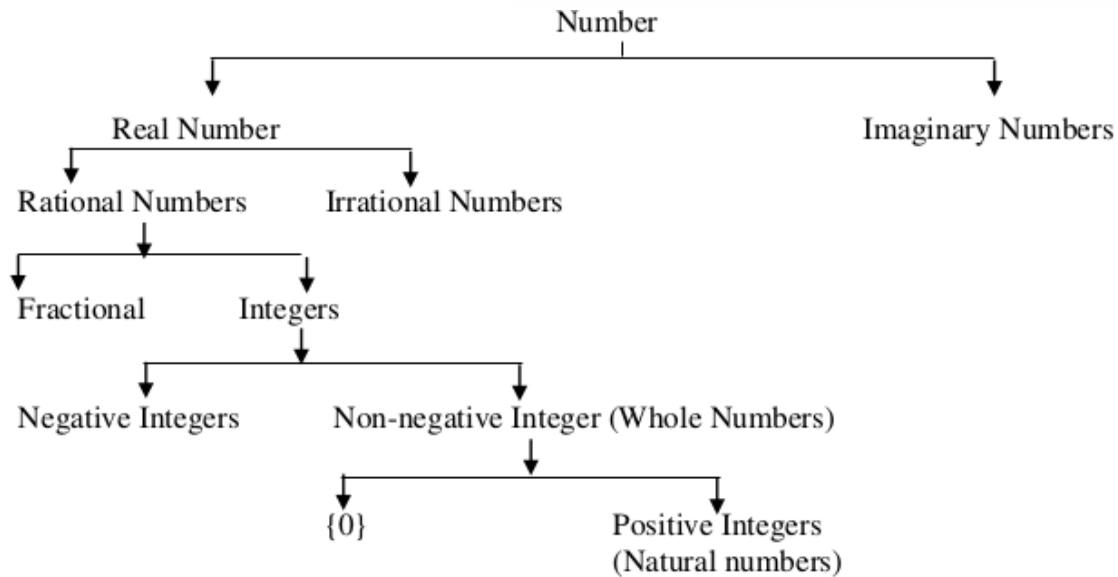 Number
Real Number
Imaginary Numbers
Rational Numbers
Irrational Numbers
Fractional
Integers
Negative Integers
Non-negative Integer (Whole Numbers)
{0}
Positive Integers
(Natural numbers)